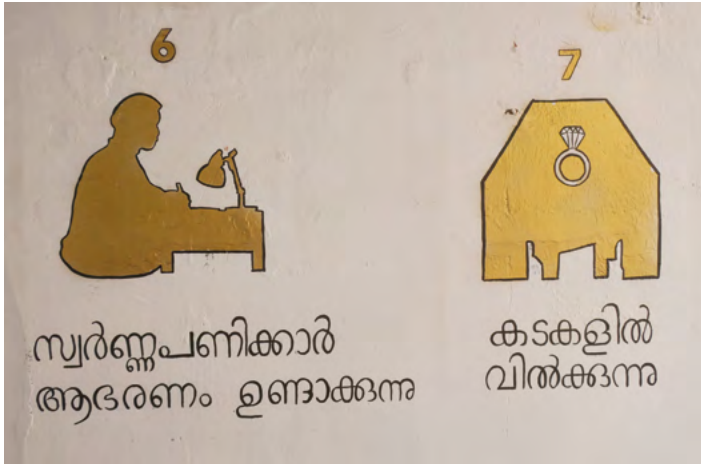 6
സ്വർണ്ണപണിക്കാർ
ആഭരണം ഉണ്ടാക്കുന്നു
7
കടകളിൽ
വിൽക്കുന്നു